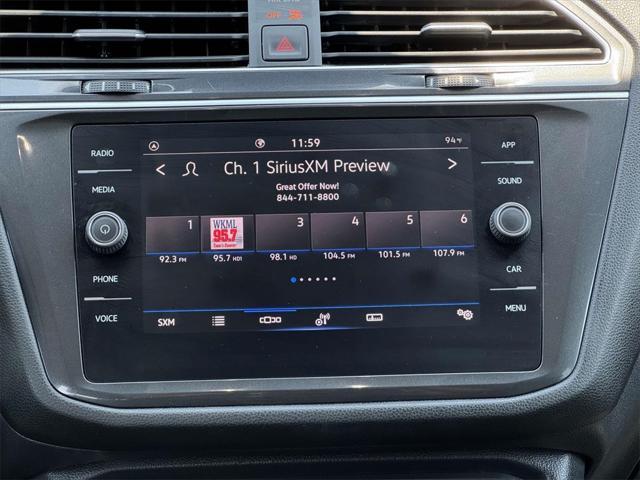 OFF
RADIO
MEDIA
PHONE
VOICE
11:59
94°F
Ch. 1 SiriusXM Preview
Great Offer Now!
844-711-8800
1 WKML 95.7 3 4 5 6
92.3 FM 95.7 HD1 98.1 HD 104.5 FM 101.5 FM 107.9 FM
SXM
APP
SOUND
CAR
MENU